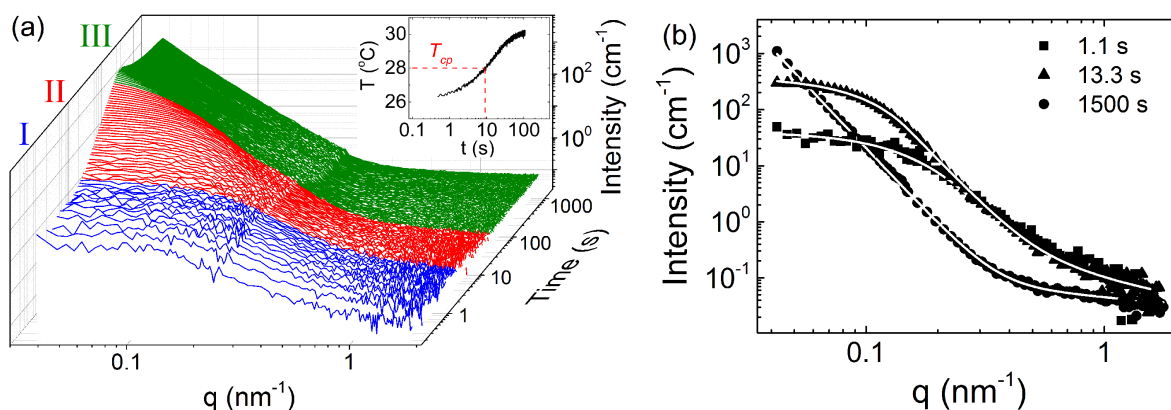 (a)
III
II
I
30
28
26
T (°C)
T_cp
1
10
100
t (s)
10²
10⁰
Intensity (cm⁻¹)
1000
100
10
1
Time (s)
0.1
1
q (nm⁻¹)
(b)
1.1 s
13.3 s
1500 s
10³
10²
10¹
10⁰
10⁻¹
Intensity (cm⁻¹)
0.1
1
q (nm⁻¹)